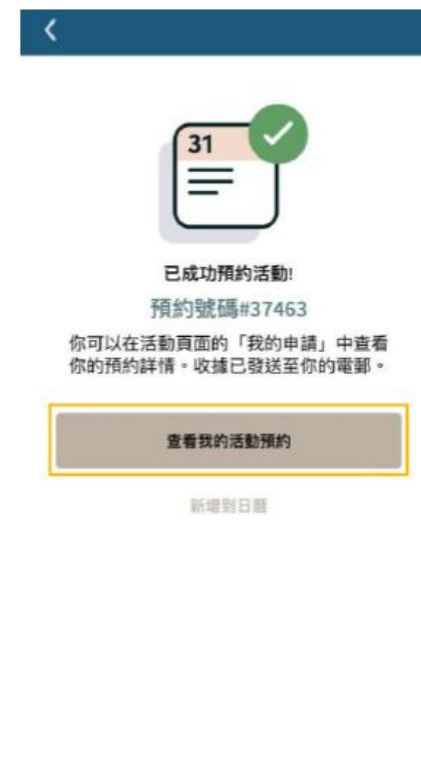 31
已成功預約活動!
預約號碼#37463
你可以在活動頁面的「我的申請」中查看
你的預約詳情。收據已發送至你的電郵。
查看我的活動預約
新增到日曆